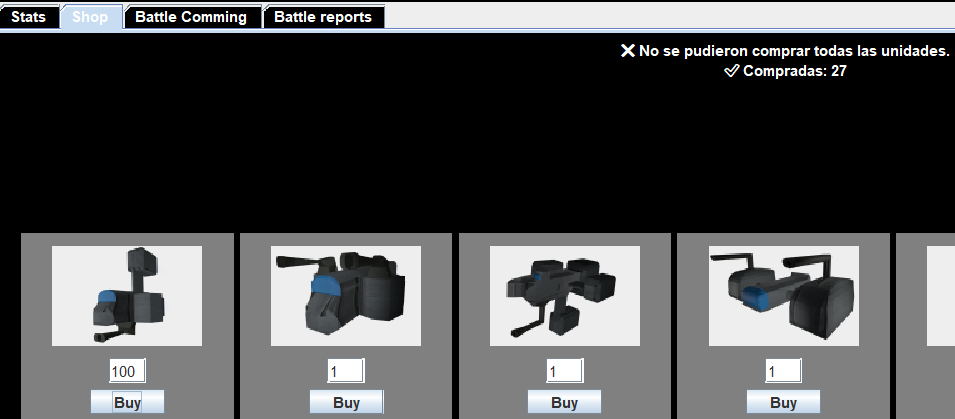 Stats Shop Battle Comming Battle reports
❌ No se pudieron comprar todas las unidades.
✅ Compradas: 27
100 1 1 1
Buy Buy Buy Buy